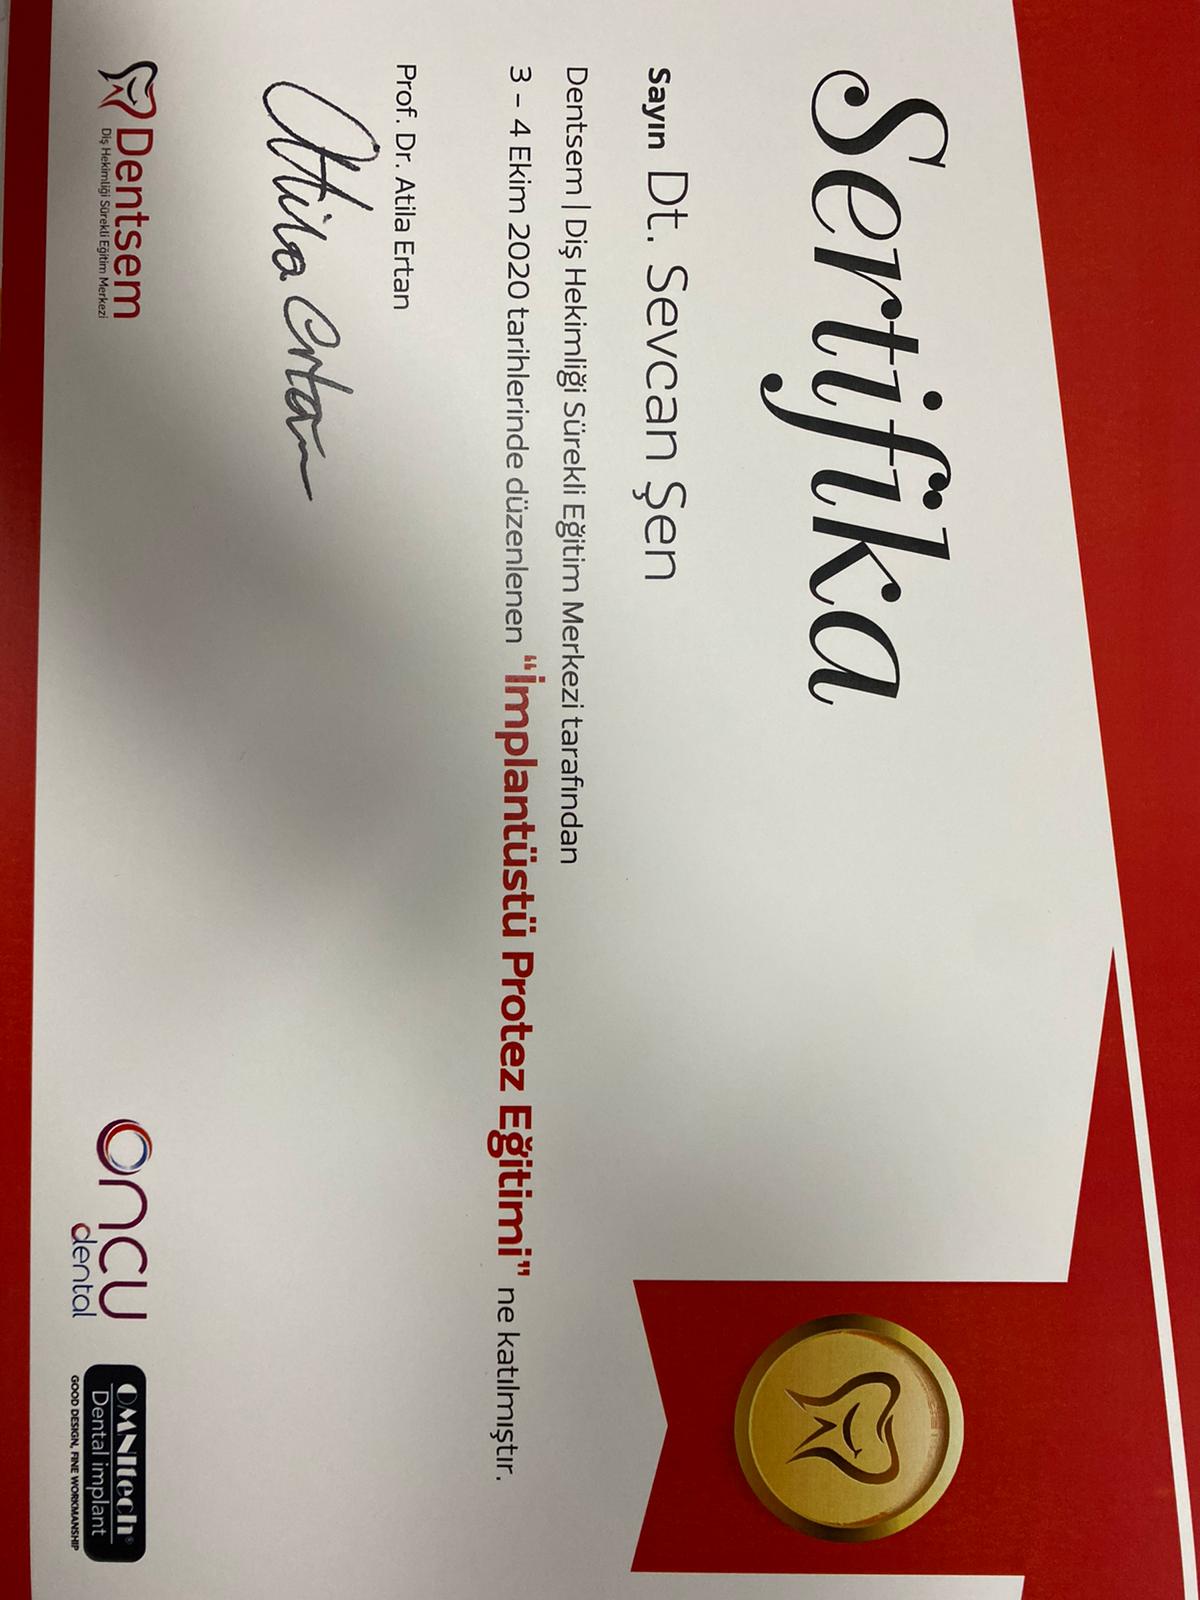 Sertifika
Sayın Dt. Sevcan Şen
Dentsem | Diş Hekimliği Sürekli Eğitim Merkezi tarafından
3 – 4 Ekim 2020 tarihlerinde düzenlenen "İmplantüstü Protez Eğitimi" ne katılmıştır.
Prof. Dr. Atila Ertan
Atila Ertan
Dentsem
Diş Hekimliği Sürekli Eğitim Merkezi
oncu
dental
OMNItech®
Dental implant
GOOD DESIGN, FINE WORKMANSHIP